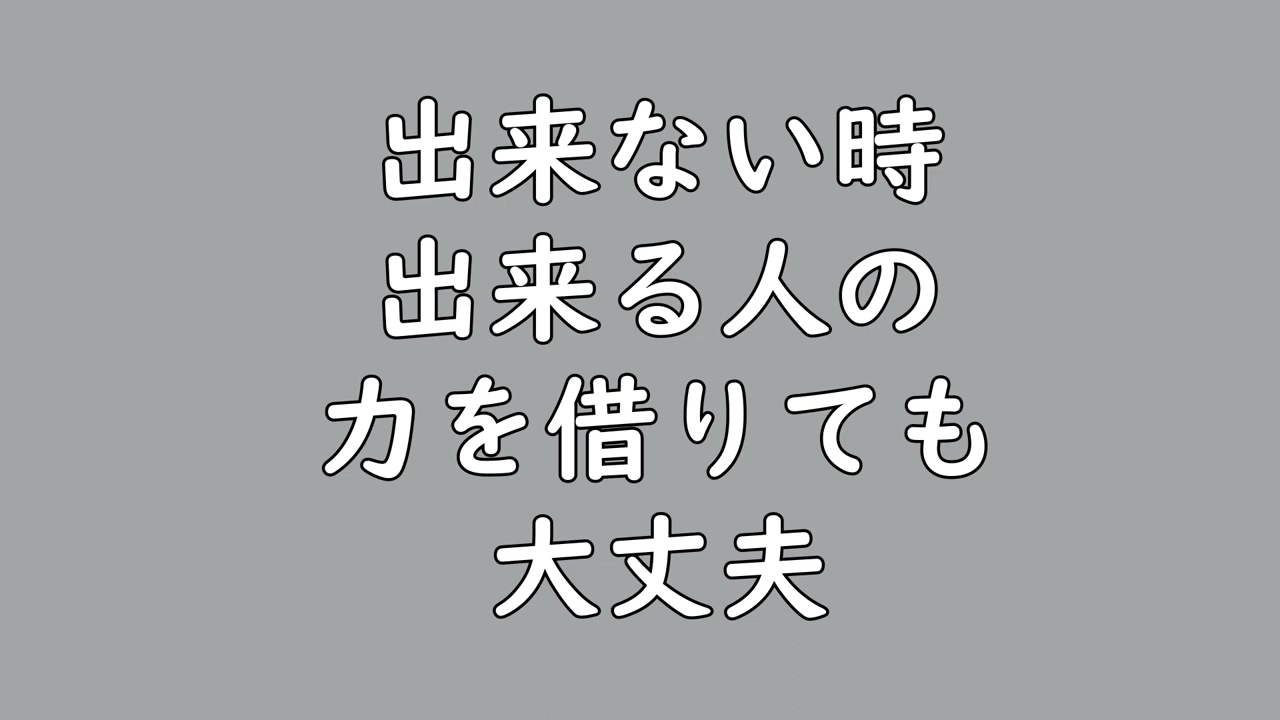 出来ない時
出来る人の
力を借りても
大丈夫